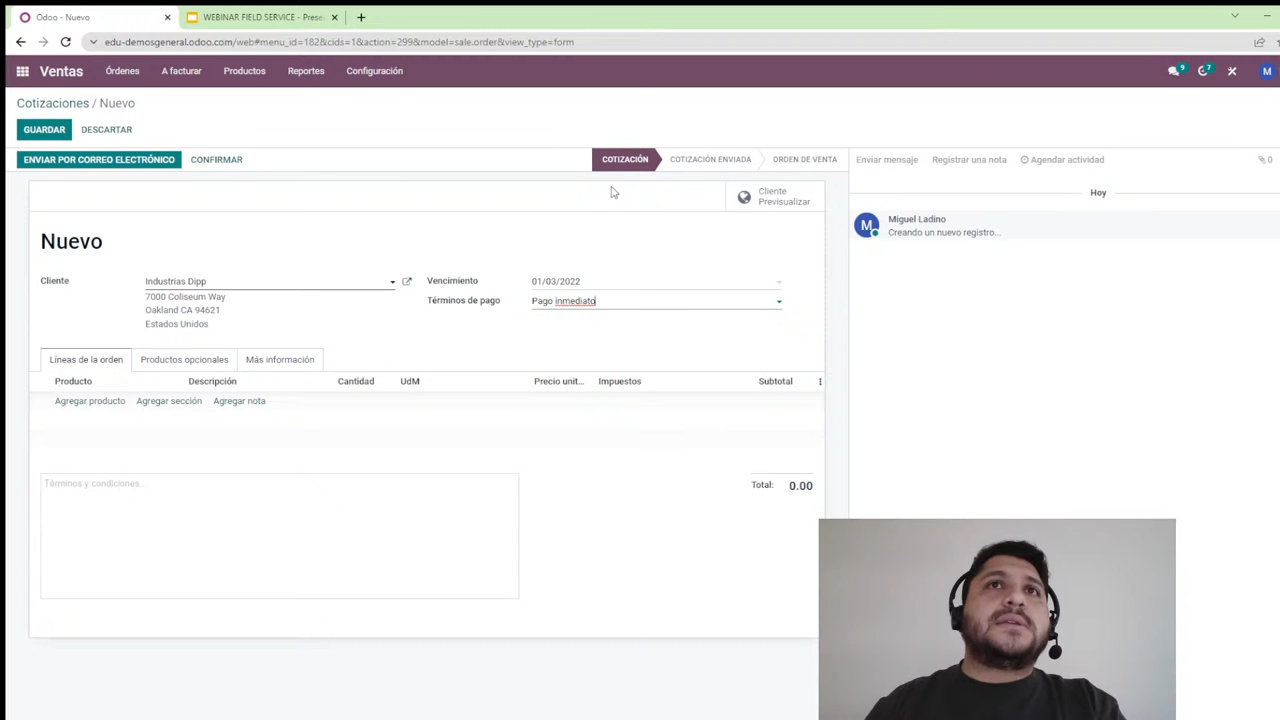 Odoo - Nuevo
WEBINAR FIELD SERVICE - Prese
edu-demosgeneral.odoo.com/web#menu_id=182&cids=1&action=299&model=sale.order&view_type=form
Ventas Órdenes A facturar Productos Reportes Configuración 9 7 M
Cotizaciones / Nuevo
GUARDAR DESCARTAR
ENVIAR POR CORREO ELECTRÓNICO CONFIRMAR COTIZACIÓN COTIZACIÓN ENVIADA ORDEN DE VENTA Enviar mensaje Registrar una nota Agendar actividad 0
Cliente
Previsualizar
Hoy
M Miguel Ladino
Creando un nuevo registro...
Nuevo
Cliente Industrias Dipp Vencimiento 01/03/2022
7000 Coliseum Way
Oakland CA 94621
Estados Unidos
Términos de pago Pago inmediato
Líneas de la orden Productos opcionales Más información
Producto Descripción Cantidad UdM Precio unit... Impuestos Subtotal
Agregar producto Agregar sección Agregar nota
Términos y condiciones..
Total: 0.00